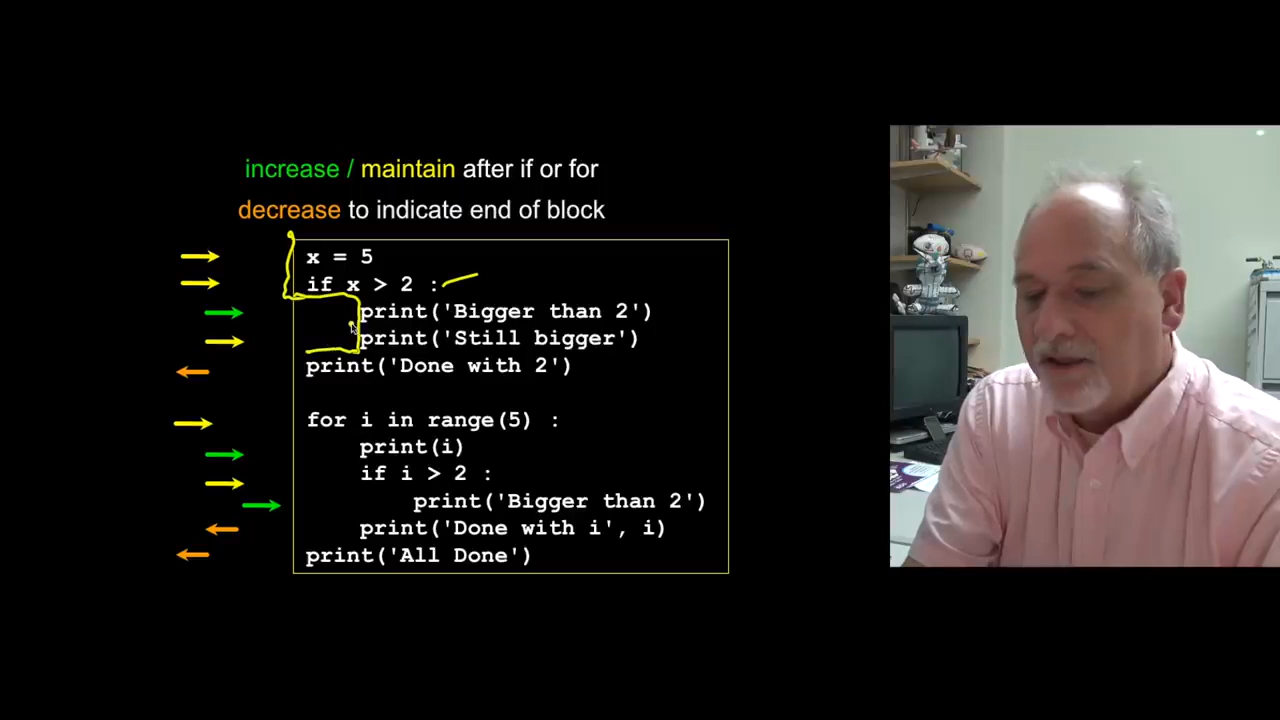 increase / maintain after if or for
decrease to indicate end of block
x = 5
if x > 2 :
    print('Bigger than 2')
    print('Still bigger')
print('Done with 2')
for i in range(5) :
    print(i)
    if i > 2 :
        print('Bigger than 2')
    print('Done with i', i)
print('All Done')